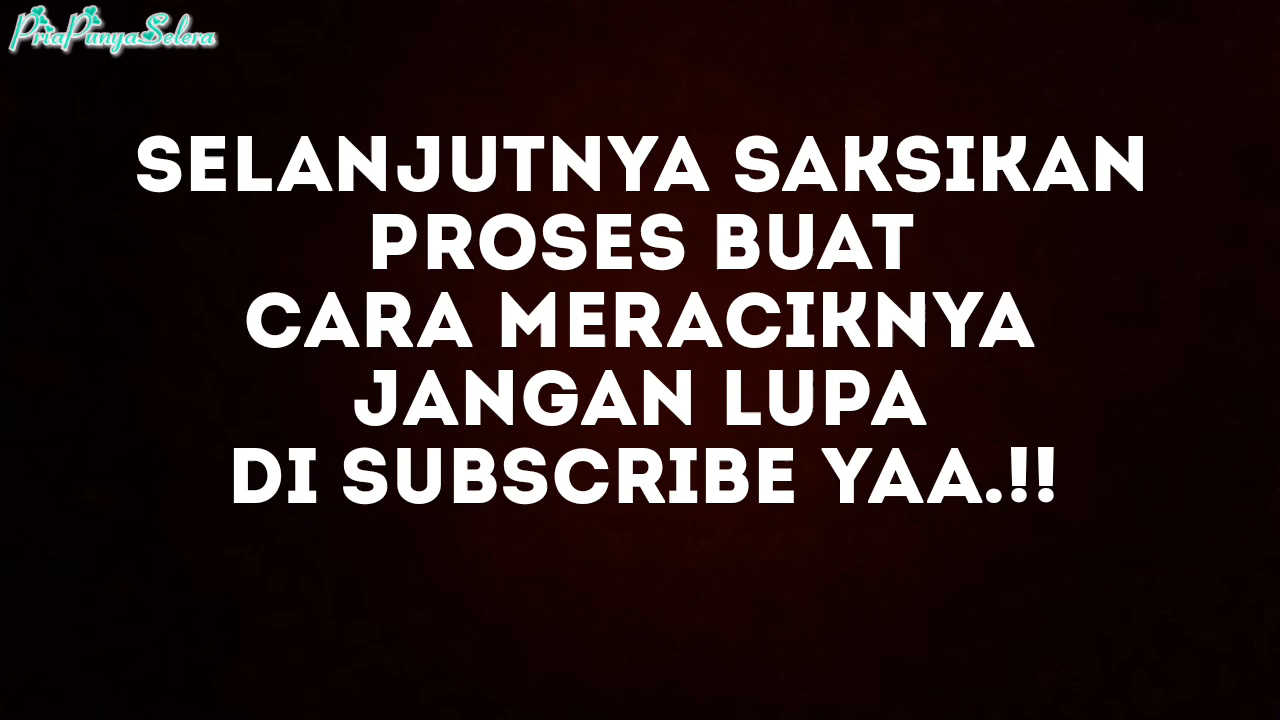 PriaPunyaSelera
SELANJUTNYA SAKSIKAN
PROSES BUAT
CARA MERACIKNYA
JANGAN LUPA
DI SUBSCRIBE YAA.!!